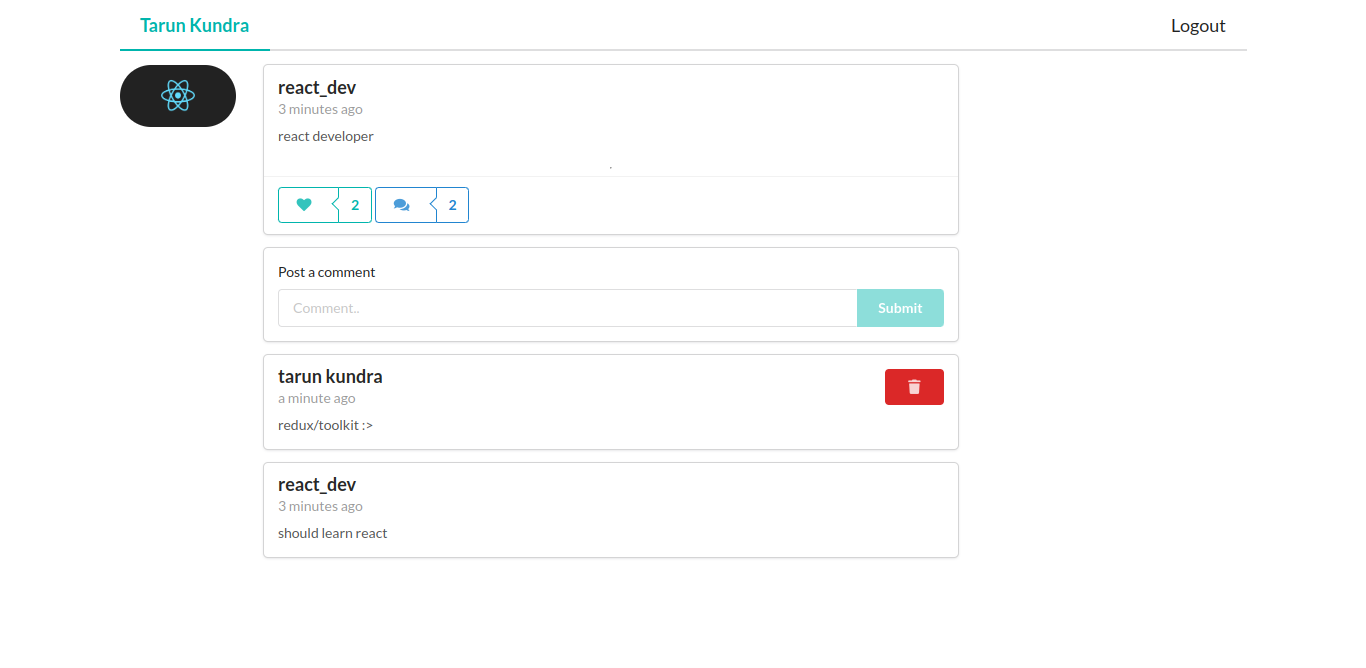 Tarun Kundra
Logout
react_dev
3 minutes ago
react developer
.
2
2
Post a comment
Comment..
Submit
tarun kundra
a minute ago
redux/toolkit :>
react_dev
3 minutes ago
should learn react